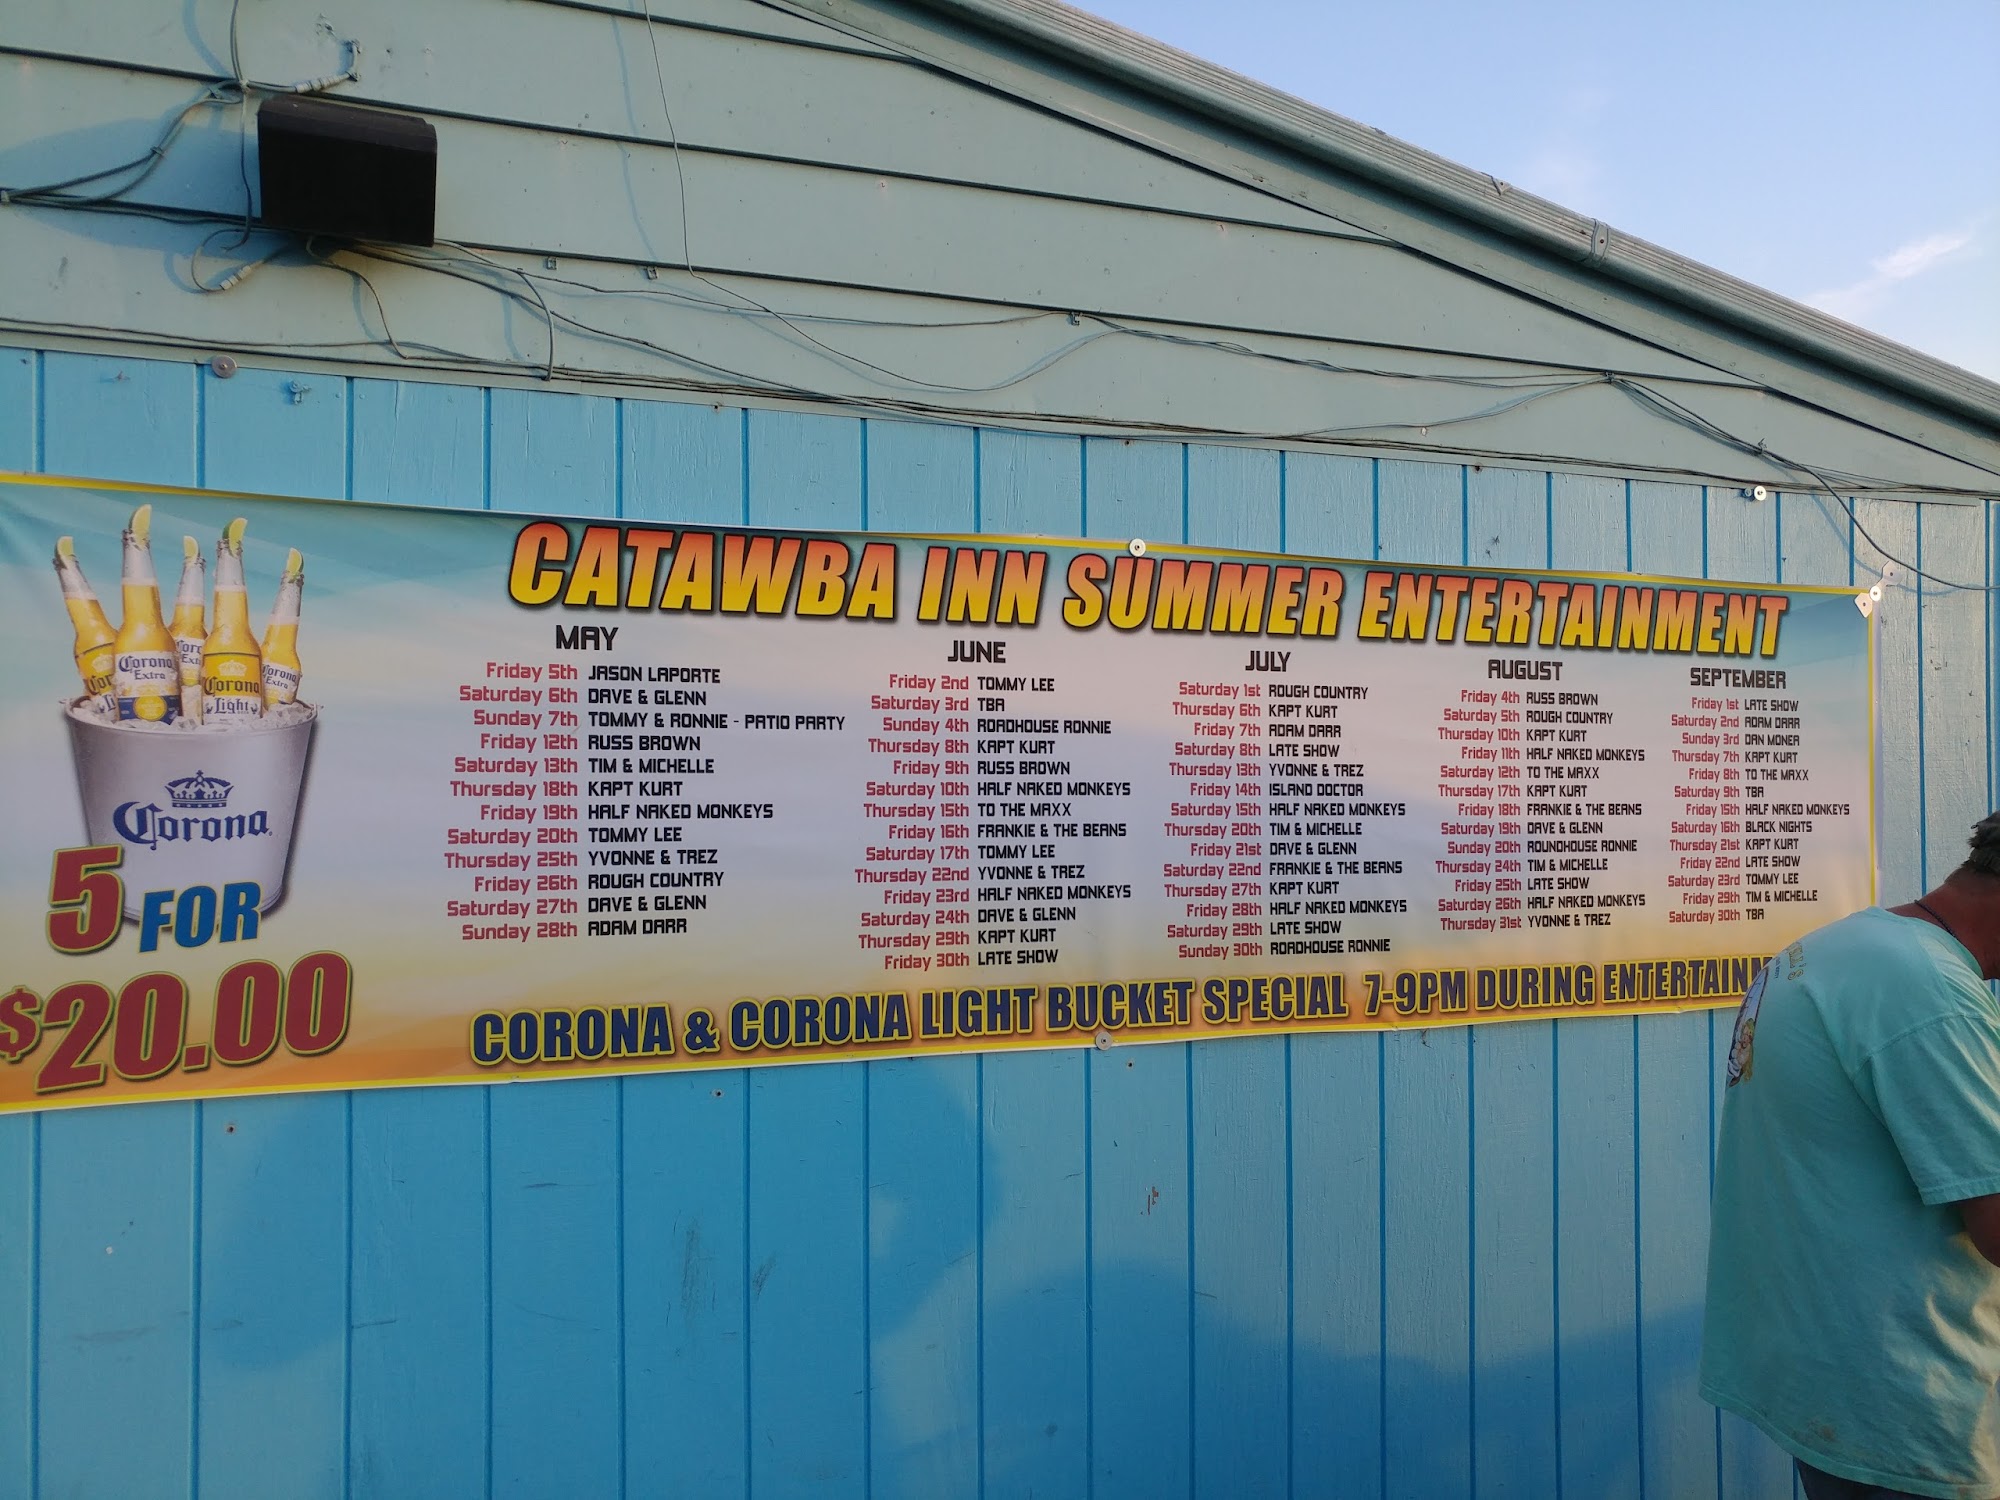 CATAWBA INN SUMMER ENTERTAINMENT
MAY
Friday 5th JASON LAPORTE
Saturday 6th DAVE & GLENN
Sunday 7th TOMMY & RONNIE - PATIO PARTY
Friday 12th RUSS BROWN
Saturday 13th TIM & MICHELLE
Thursday 18th KAPT KURT
Friday 19th HALF NAKED MONKEYS
Saturday 20th TOMMY LEE
Thursday 25th YVONNE & TREZ
Friday 26th ROUGH COUNTRY
Saturday 27th DAVE & GLENN
Sunday 28th ADAM DARR
JUNE
Friday 2nd TOMMY LEE
Saturday 3rd TBA
Sunday 4th ROADHOUSE RONNIE
Thursday 8th KAPT KURT
Friday 9th RUSS BROWN
Saturday 10th HALF NAKED MONKEYS
Thursday 15th TO THE MAXX
Friday 16th FRANKIE & THE BEANS
Saturday 17th TOMMY LEE
Thursday 22nd YVONNE & TREZ
Friday 23rd HALF NAKED MONKEYS
Saturday 24th DAVE & GLENN
Thursday 29th KAPT KURT
Friday 30th LATE SHOW
JULY
Saturday 1st ROUGH COUNTRY
Thursday 6th KAPT KURT
Friday 7th ADAM DARR
Saturday 8th LATE SHOW
Thursday 13th YVONNE & TREZ
Friday 14th ISLAND DOCTOR
Saturday 15th HALF NAKED MONKEYS
Thursday 20th TIM & MICHELLE
Friday 21st DAVE & GLENN
Saturday 22nd FRANKIE & THE BEANS
Thursday 27th KAPT KURT
Friday 28th HALF NAKED MONKEYS
Saturday 29th LATE SHOW
Sunday 30th ROADHOUSE RONNIE
AUGUST
Friday 4th RUSS BROWN
Saturday 5th ROUGH COUNTRY
Thursday 10th KAPT KURT
Friday 11th HALF NAKED MONKEYS
Saturday 12th TO THE MAXX
Thursday 17th KAPT KURT
Friday 18th FRANKIE & THE BEANS
Saturday 19th DAVE & GLENN
Sunday 20th ROUNDHOUSE RONNIE
Thursday 24th TIM & MICHELLE
Friday 25th LATE SHOW
Saturday 26th HALF NAKED MONKEYS
Thursday 31st YVONNE & TREZ
SEPTEMBER
Friday 1st LATE SHOW
Saturday 2nd ADAM DARR
Sunday 3rd DAN MONER
Thursday 7th KAPT KURT
Friday 8th TO THE MAXX
Saturday 9th TBA
Friday 15th HALF NAKED MONKEYS
Saturday 16th BLACK NIGHTS
Thursday 21st KAPT KURT
Friday 22nd LATE SHOW
Saturday 23rd TOMMY LEE
Friday 29th TIM & MICHELLE
Saturday 30th TBA
Corona Extra
Corona Light
Corona Extra
Corona
5 FOR
$20.00
CORONA & CORONA LIGHT BUCKET SPECIAL 7-9PM DURING ENTERTAINM